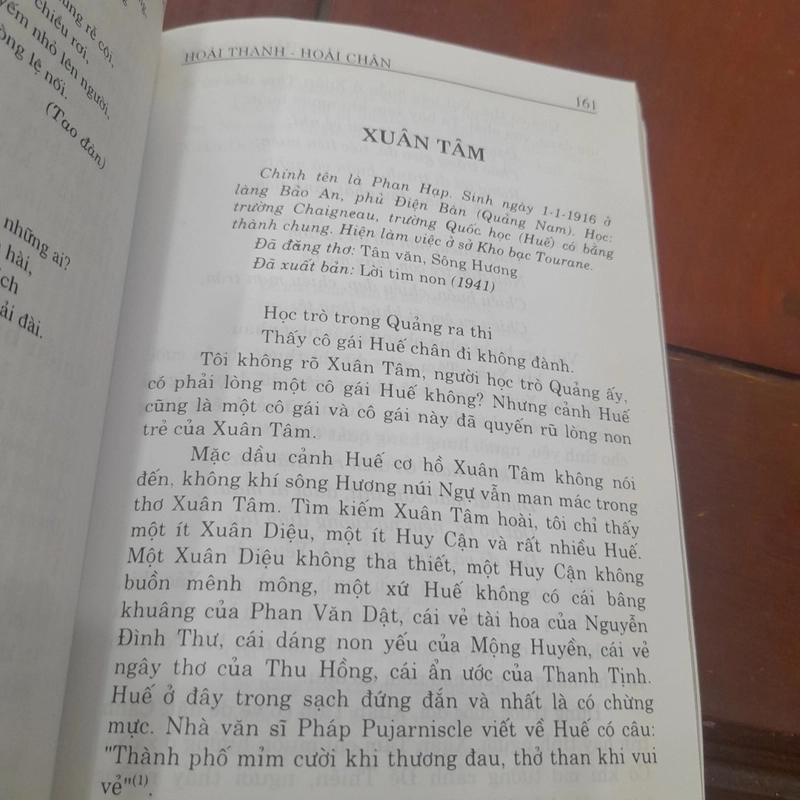 ung rẽ cội,
chiều rơi,
yếm nhỏ lên người,
ồng lệ nối.
(Tao đàn)
những ai?
hài,
ích
ải đài.
HOÀI THANH - HOÀI CHÂN
161
XUÂN TÂM
Chính tên là Phan Hạp. Sinh ngày 1-1-1916 ở
làng Bảo An, phủ Điện Bàn (Quảng Nam). Học:
trường Chaigneau, trường Quốc học (Huế) có bằng
thành chung. Hiện làm việc ở sở Kho bạc Tourane.
Đã đăng thơ: Tân văn, Sông Hương
Đã xuất bản: Lời tim non (1941)
Học trò trong Quảng ra thi
Thấy cô gái Huế chân đi không đành.
Tôi không rõ Xuân Tâm, người học trò Quảng ấy,
có phải lòng một cô gái Huế không? Nhưng cảnh Huế
cũng là một cô gái và cô gái này đã quyến rũ lòng non
trẻ của Xuân Tâm.
Mặc dầu cảnh Huế cơ hồ Xuân Tâm không nói
đến, không khí sông Hương núi Ngự vẫn man mác trong
thơ Xuân Tâm. Tìm kiếm Xuân Tâm hoài, tôi chỉ thấy
một ít Xuân Diệu, một ít Huy Cận và rất nhiều Huế.
Một Xuân Diệu không tha thiết, một Huy Cận không
buồn mênh mông, một xứ Huế không có cái bâng
khuâng của Phan Văn Dật, cái vẻ tài hoa của Nguyễn
Đình Thư, cái dáng non yếu của Mộng Huyền, cái vẻ
ngây thơ của Thu Hồng, cái ẩn ước của Thanh Tịnh.
Huế ở đây trong sạch đứng đắn và nhất là có chừng
mực. Nhà văn sĩ Pháp Pujarniscle viết về Huế có câu:
"Thành phố mỉm cười khi thương đau, thở than khi vui
vẻ"(1).